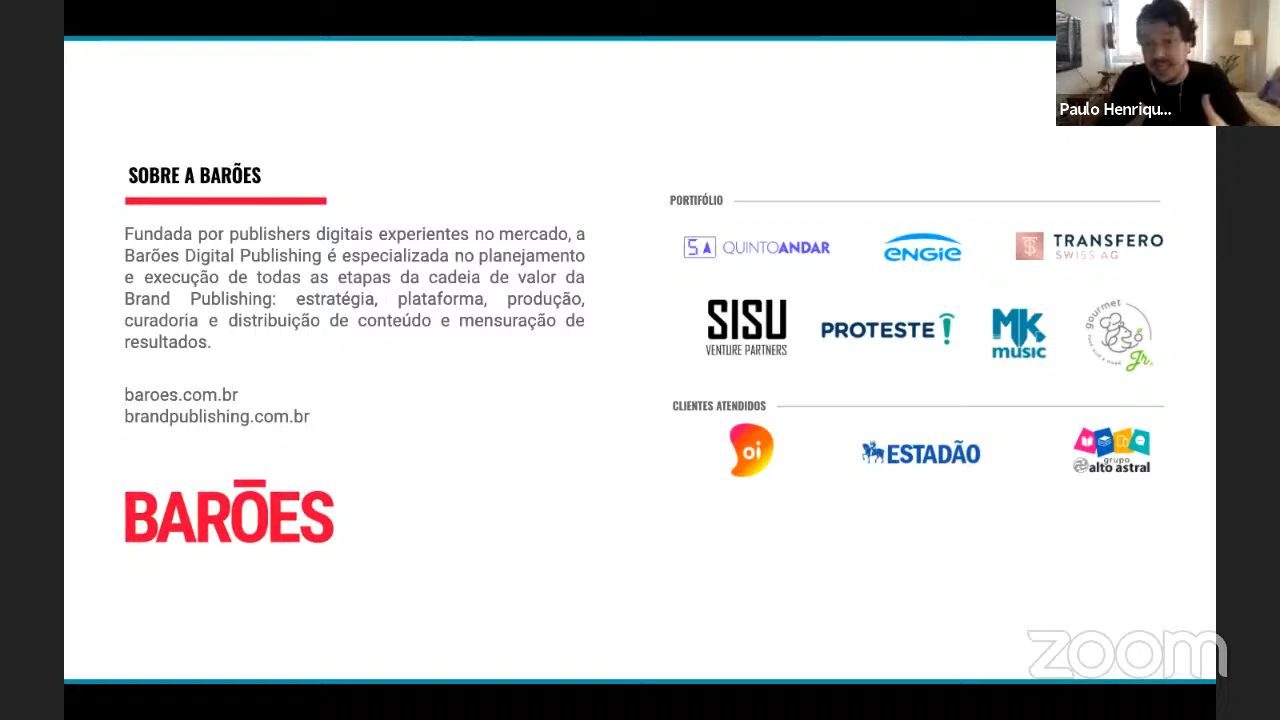 Paulo Henriqu...
SOBRE A BARÕES
Fundada por publishers digitais experientes no mercado, a
Barões Digital Publishing é especializada no planejamento
e execução de todas as etapas da cadeia de valor da
Brand Publishing: estratégia, plataforma, produção,
curadoria e distribuição de conteúdo e mensuração de
resultados.
baroes.com.br
brandpublishing.com.br
BARÕES
PORTIFÓLIO
5A QUINTOANDAR
ENGIE
TRANSFERO
SWISS AG
SISU
VENTURE PARTNERS
PROTESTE!
MK
music
gourmet
Jr.
CLIENTES ATENDIDOS
oi
ESTADÃO
grupo
alto astral
zoom